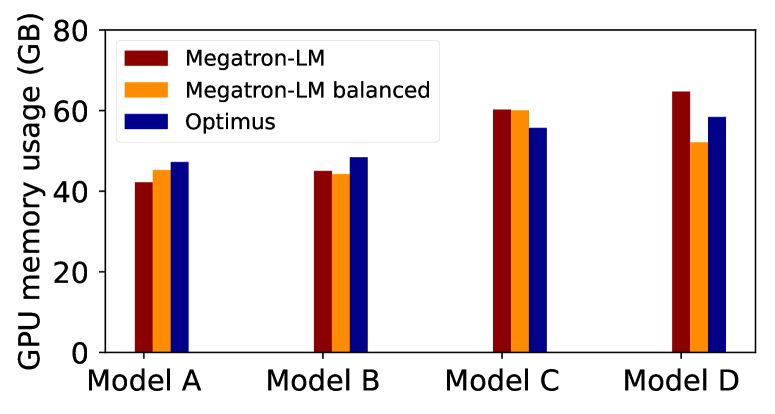 GPU memory usage (GB)
80
60
40
20
0
Megatron-LM
Megatron-LM balanced
Optimus
Model A
Model B
Model C
Model D